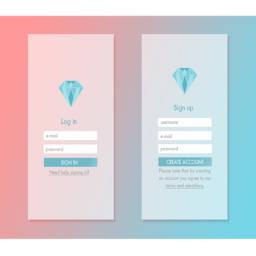 Log in
e-mail
password
SIGN IN
Need help signing in?
Sign up
username
e-mail
password
CREATE ACCOUNT
Please note that by creating
an account you agree to our
terms and conditions.